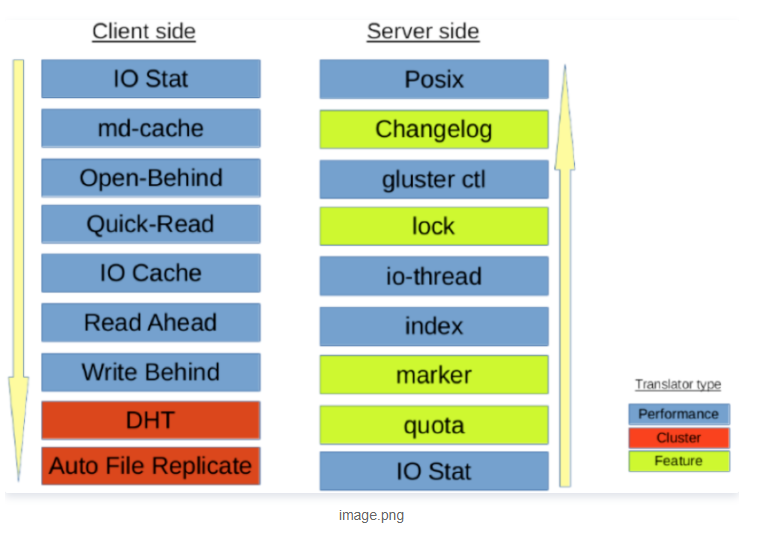 Client side
IO Stat
md-cache
Open-Behind
Quick-Read
IO Cache
Read Ahead
Write Behind
DHT
Auto File Replicate
Server side
Posix
Changelog
gluster ctl
lock
io-thread
index
marker
quota
IO Stat
Translator type
Performance
Cluster
Feature
image.png